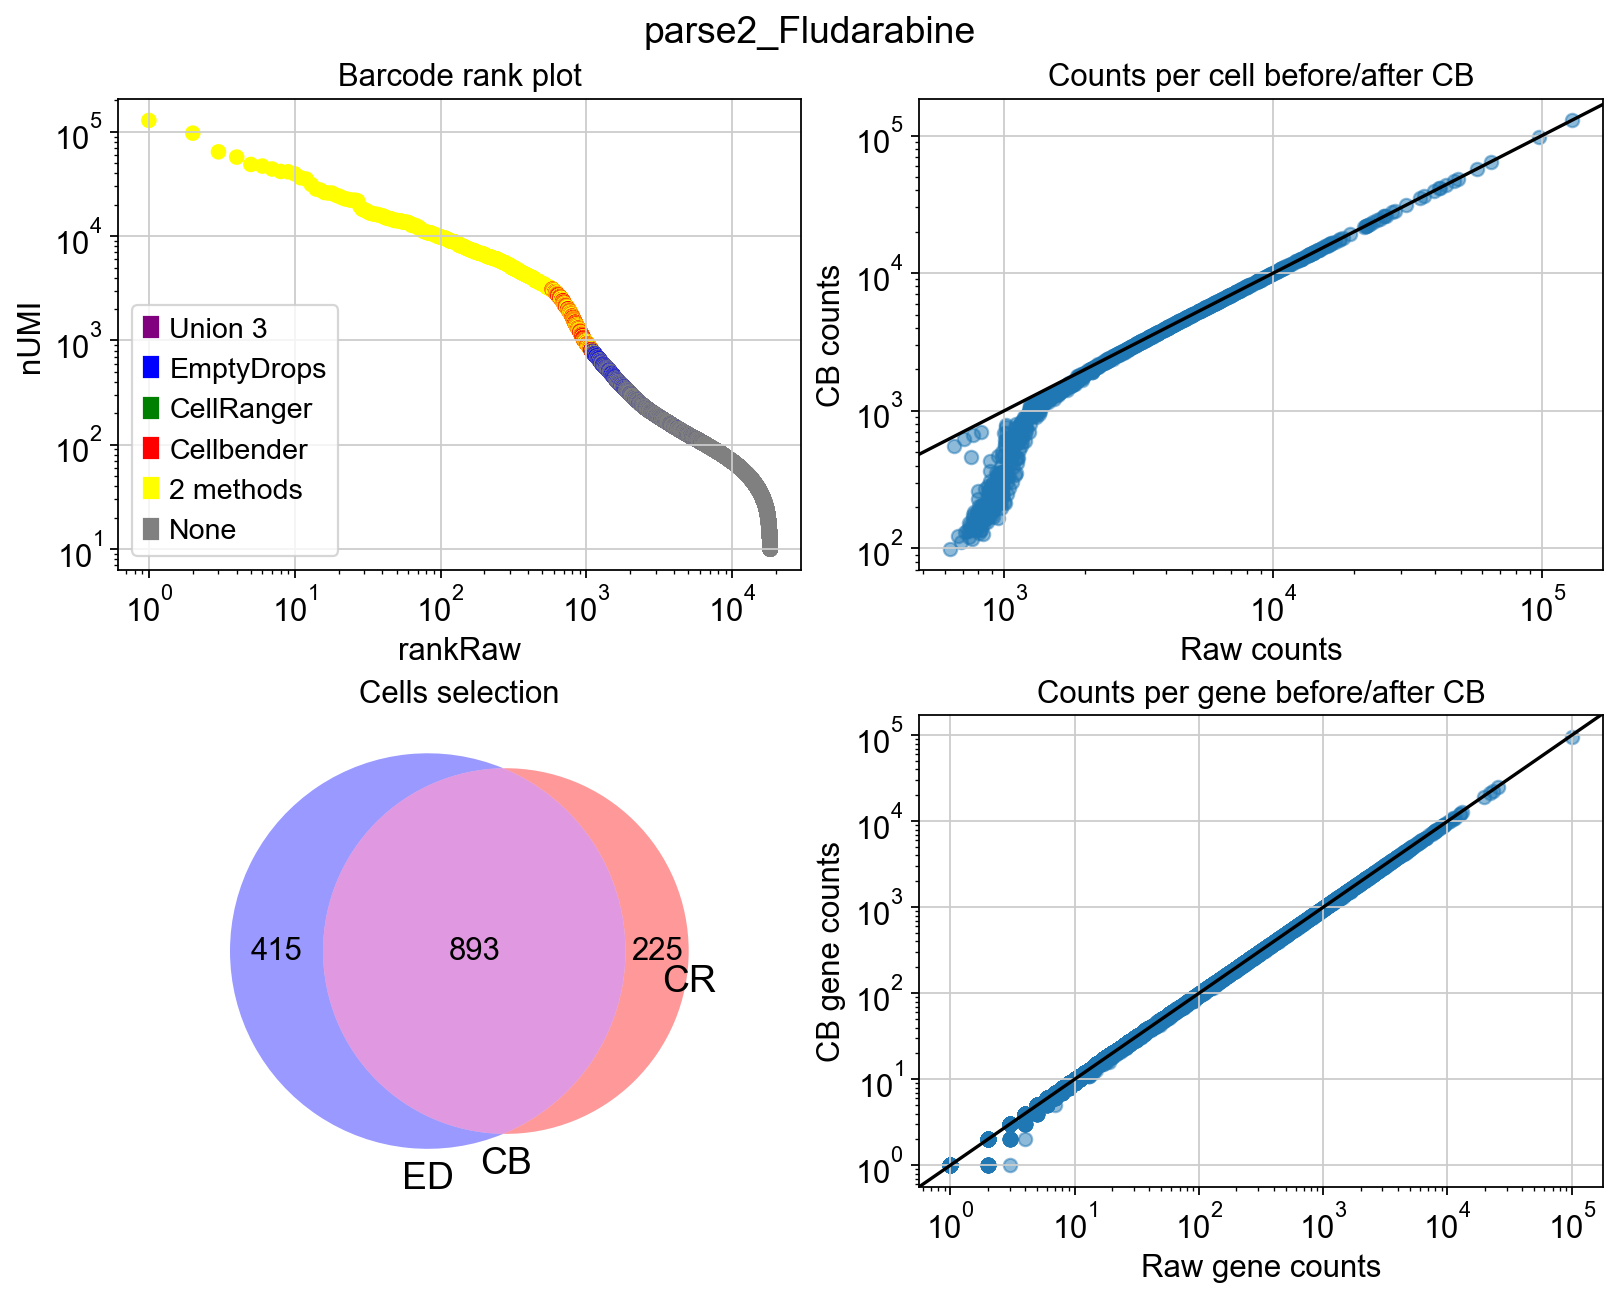 parse2_Fludarabine
Barcode rank plot
nUMI
10^5
10^4
10^3
10^2
10^1
Union 3
EmptyDrops
CellRanger
Cellbender
2 methods
None
10^0 10^1 10^2 10^3 10^4
rankRaw
Counts per cell before/after CB
CB counts
10^5
10^4
10^3
10^2
10^3 10^4 10^5
Raw counts
Cells selection
415 893 225
CR
CB
ED
Counts per gene before/after CB
CB gene counts
10^5
10^4
10^3
10^2
10^1
10^0
10^0 10^1 10^2 10^3 10^4 10^5
Raw gene counts